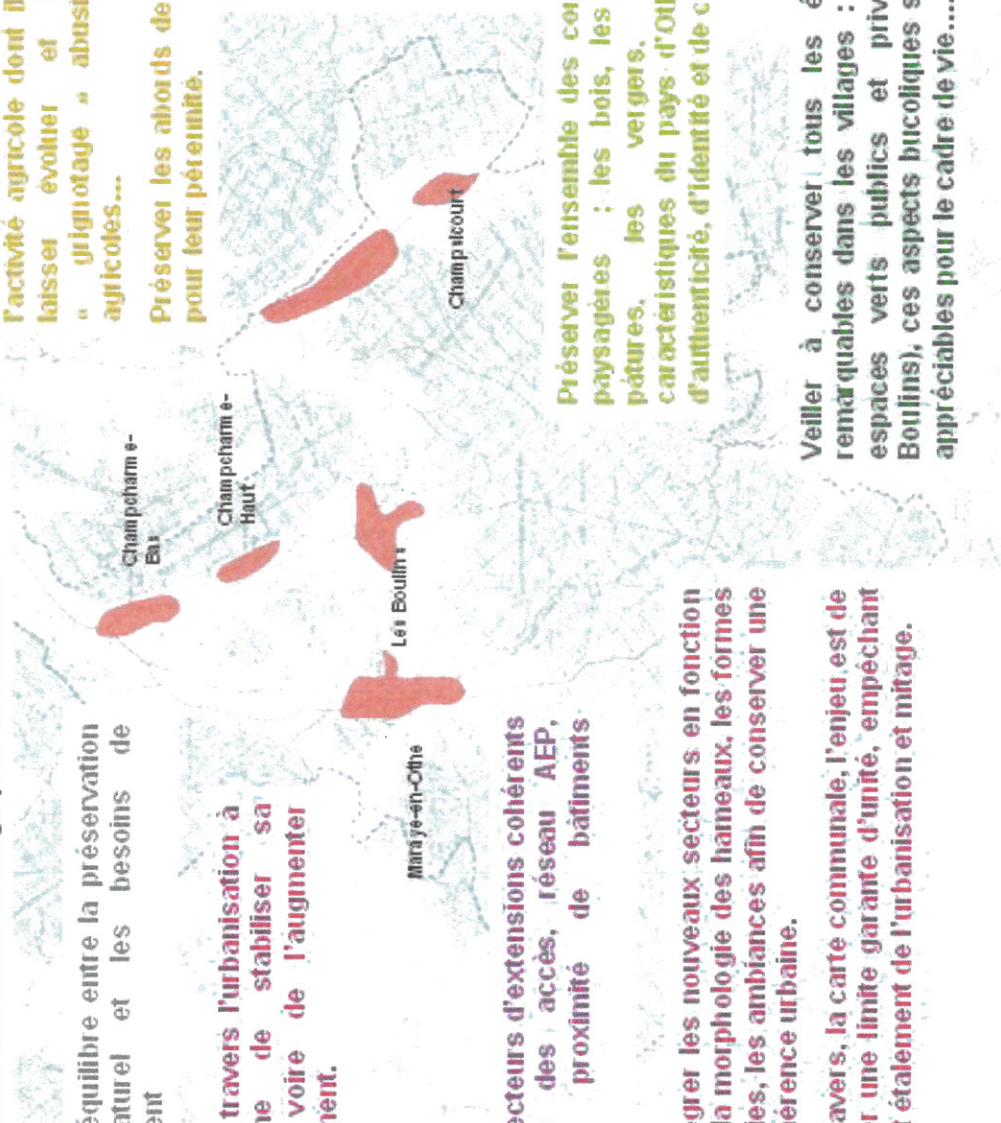 équilibre entre la préservation
aturel et les besoins de
ent
travers l'urbanisation à
ne de stabiliser sa
voire de l'augmenter
nent.
ecteurs d'extensions cohérents
des accès, réseau AEP,
proximité de bâtiments
grer les nouveaux secteurs en fonction
la morphologie des hameaux, les formes
ies, les ambiances afin de conserver une
hérence urbaine.
avers, la carte communale, l'enjeu est de
r une limite garante d'unité, empêchant
t étalement de l'urbanisation et mitage.
Maraye-en-Othe
Les Boulins
Champcharme-
Bas
Champcharme-
Haut
Champsicourt
l'activité agricole dont il
laisser évoluer et
« grignotage » abusi
agricoles...
Préserver les abords de
pour leur pérennité.
Préserver l'ensemble des co
paysagères : les bois, les
pâtures, les vergers.
caractéristiques du pays d'Ot
d'authenticité, d'identité et de c
Veiller à conserver tous les é
remarquables dans les villages :
espaces verts publics et priv
Boulins), ces aspects bucoliques s
appréciables pour le cadre de vie...